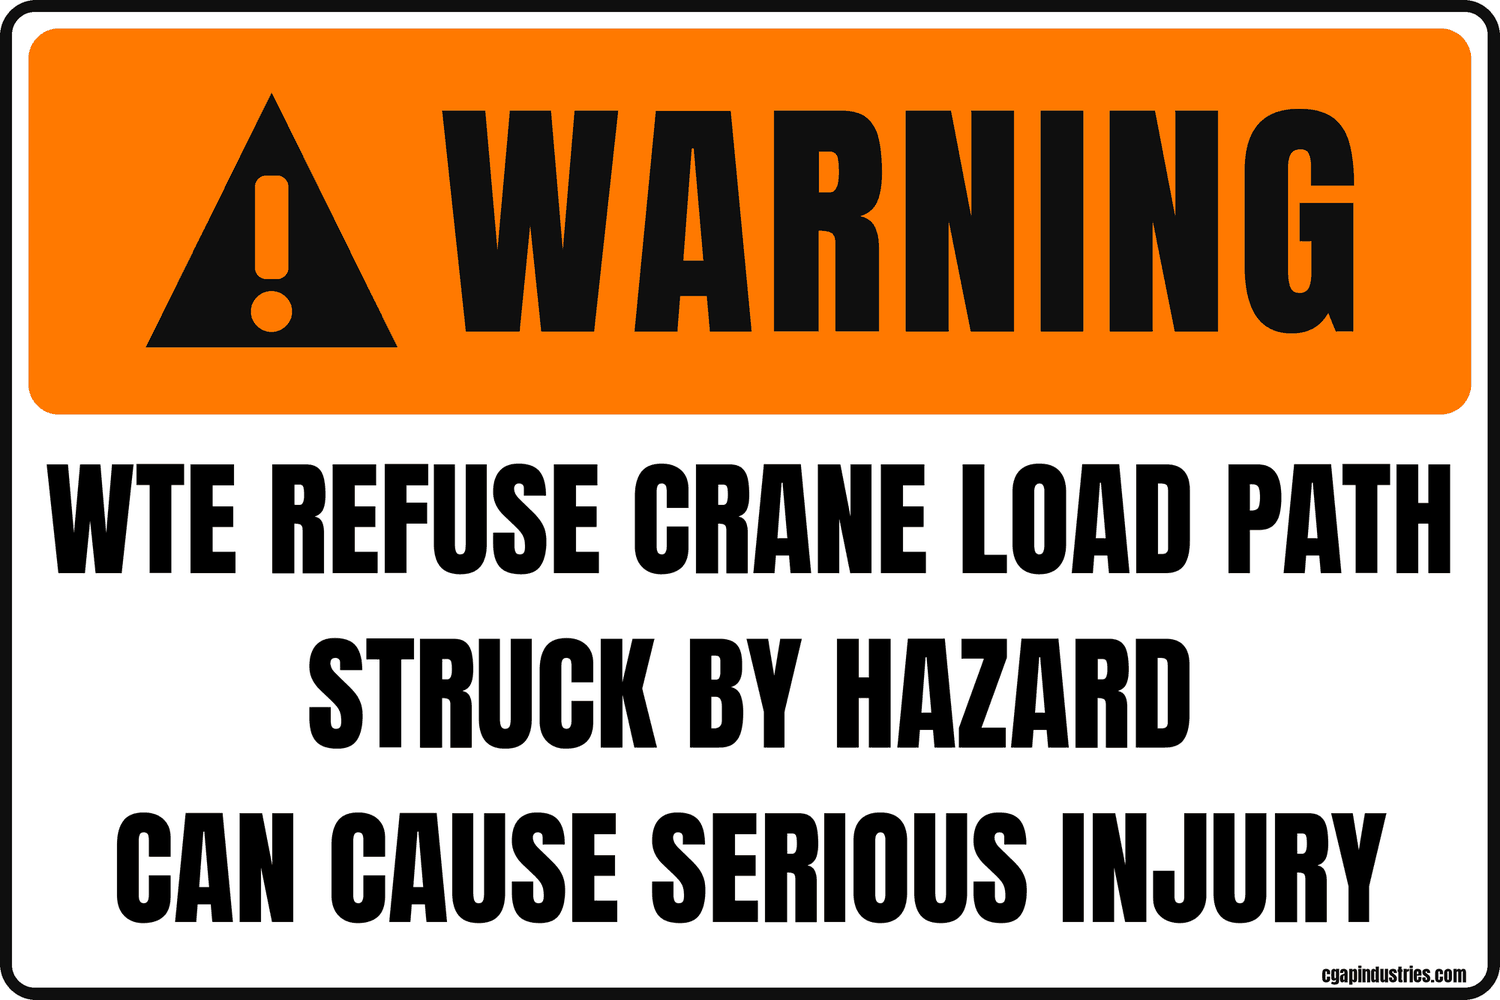 WARNING
WTE REFUSE CRANE LOAD PATH
STRUCK BY HAZARD
CAN CAUSE SERIOUS INJURY
cgapindustries.com